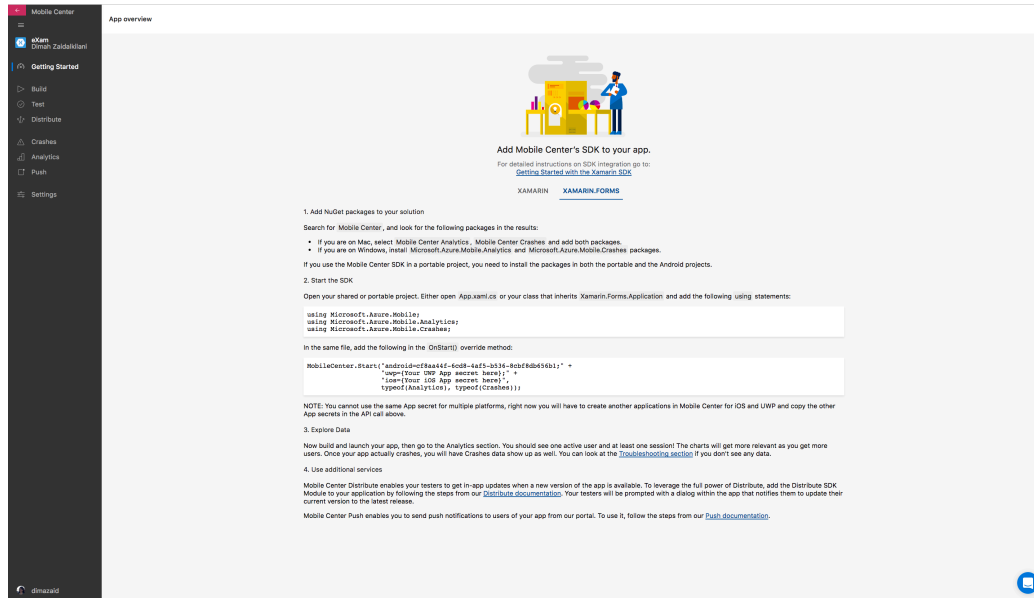 Mobile Center
App overview
eXam
Dimah Zaidalkilani
Getting Started
Build
Test
Distribute
Crashes
Analytics
Push
Settings
dimazaid
Add Mobile Center's SDK to your app.
For detailed instructions on SDK integration go to:
Getting Started with the Xamarin SDK
XAMARIN XAMARIN.FORMS
1. Add NuGet packages to your solution
Search for Mobile Center, and look for the following packages in the results:
• If you are on Mac, select Mobile Center Analytics, Mobile Center Crashes and add both packages.
• If you are on Windows, install Microsoft.Azure.Mobile.Analytics and Microsoft.Azure.Mobile.Crashes packages.
If you use the Mobile Center SDK in a portable project, you need to install the packages in both the portable and the Android projects.
2. Start the SDK
Open your shared or portable project. Either open App.xaml.cs or your class that inherits Xamarin.Forms.Application and add the following using statements:
using Microsoft.Azure.Mobile;
using Microsoft.Azure.Mobile.Analytics;
using Microsoft.Azure.Mobile.Crashes;
In the same file, add the following in the OnStart() override method:
MobileCenter.Start("android=cf8aa44f-6cd8-4af5-b536-8cbf8db656b1;" +
"uwp={Your UWP App secret here};" +
"ios={Your iOS App secret here}",
typeof(Analytics), typeof(Crashes));
NOTE: You cannot use the same App secret for multiple platforms, right now you will have to create another applications in Mobile Center for iOS and UWP and copy the other
App secrets in the API call above.
3. Explore Data
Now build and launch your app, then go to the Analytics section. You should see one active user and at least one session! The charts will get more relevant as you get more
users. Once your app actually crashes, you will have Crashes data show up as well. You can look at the Troubleshooting section if you don't see any data.
4. Use additional services
Mobile Center Distribute enables your testers to get in-app updates when a new version of the app is available. To leverage the full power of Distribute, add the Distribute SDK
Module to your application by following the steps from our Distribute documentation. Your testers will be prompted with a dialog within the app that notifies them to update their
current version to the latest release.
Mobile Center Push enables you to send push notifications to users of your app from our portal. To use it, follow the steps from our Push documentation.